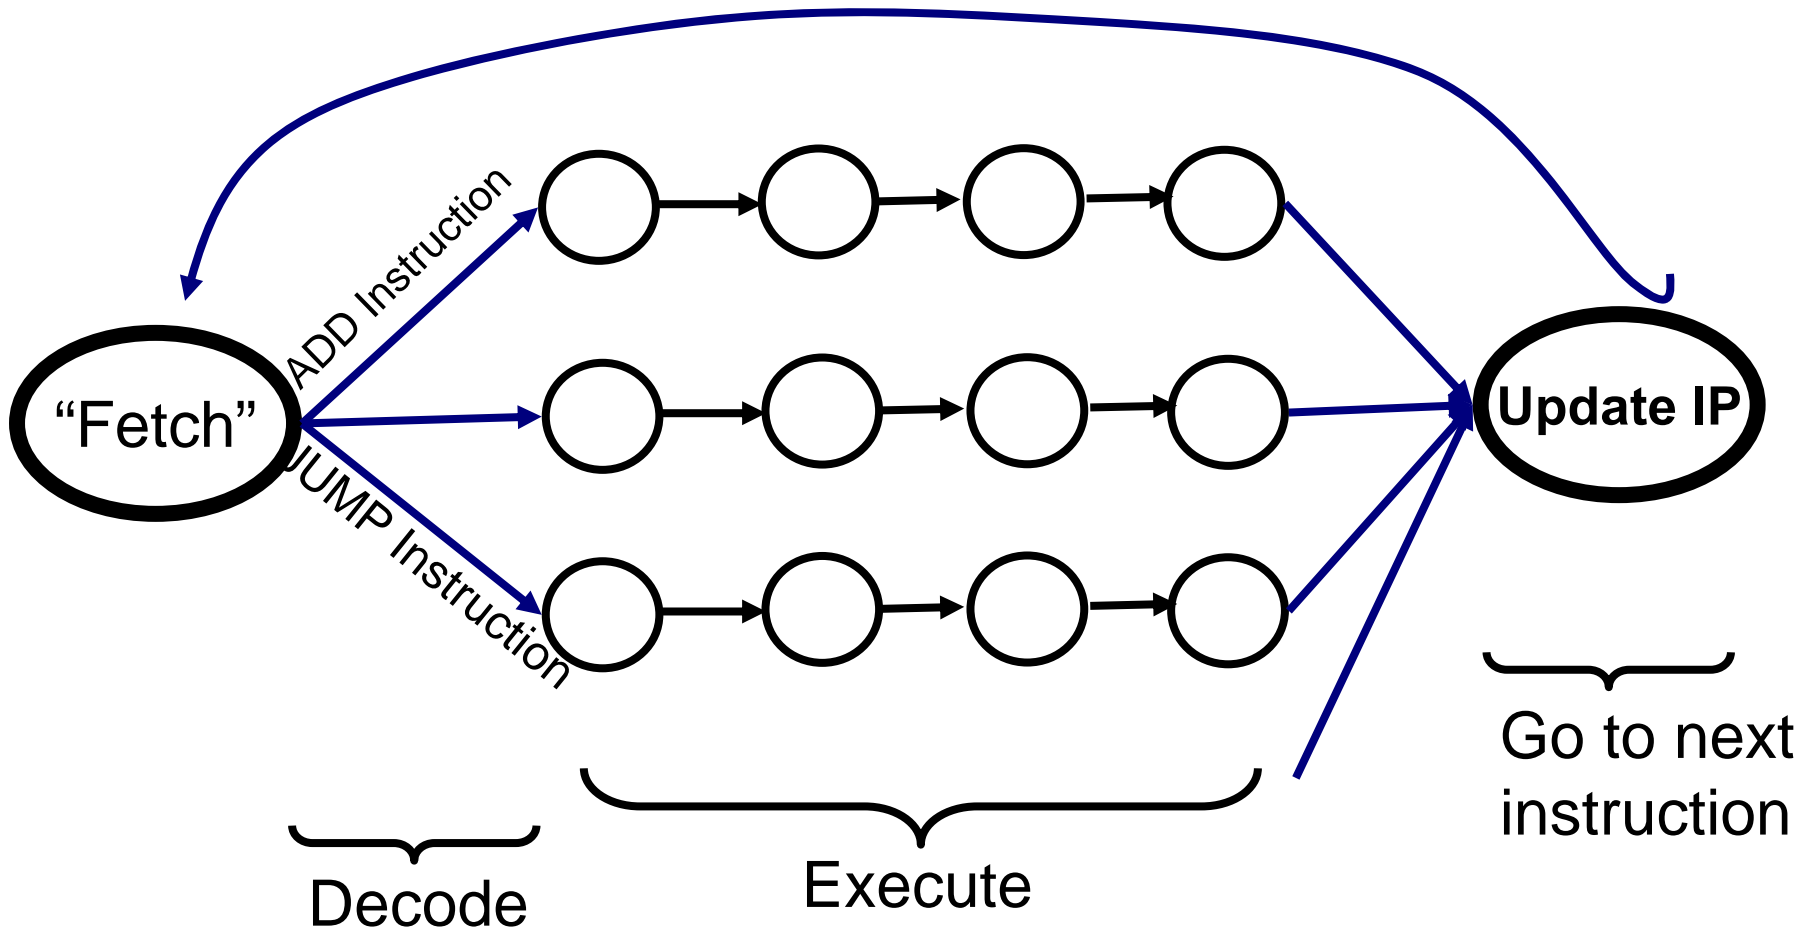 ADD Instruction
“Fetch”
Update IP
JUMP Instruction
Go to next
instruction
Execute
Decode